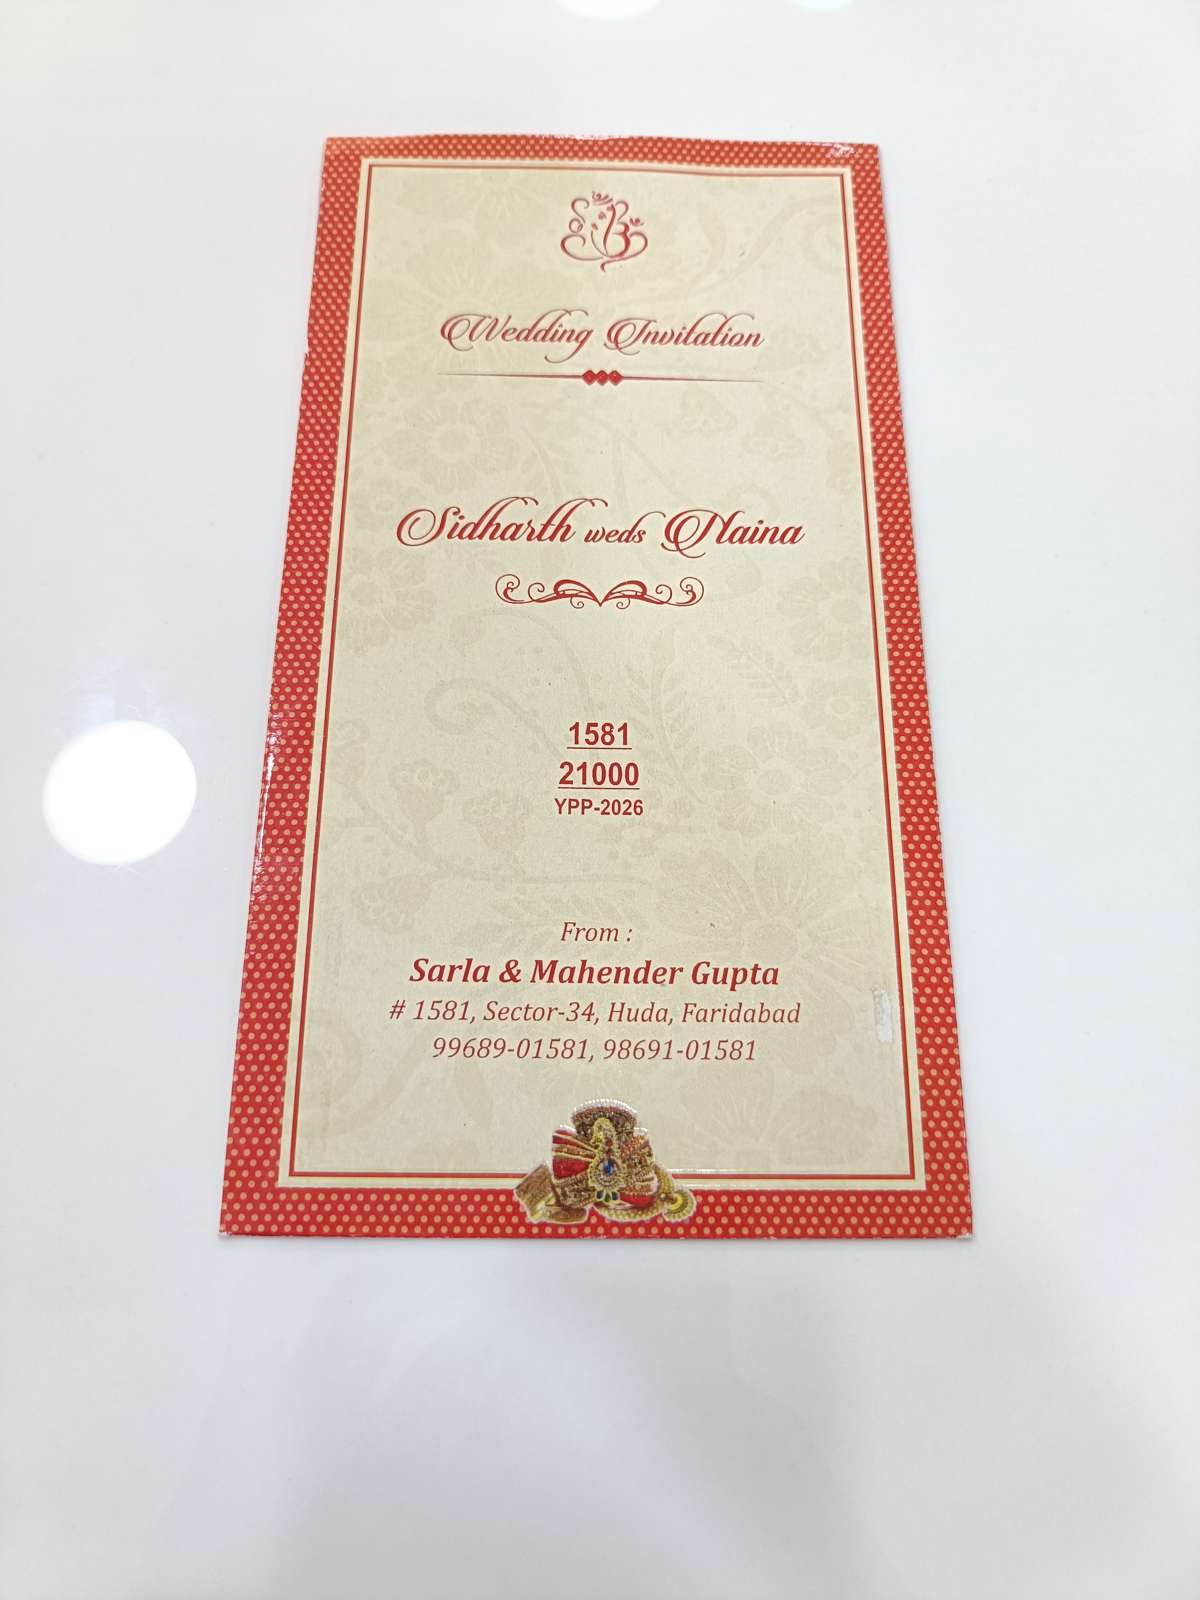 Wedding Invitation
Sidharth weds Naina
1581
21000
YPP-2026
From :
Sarla & Mahender Gupta
# 1581, Sector-34, Huda, Faridabad
99689-01581, 98691-01581